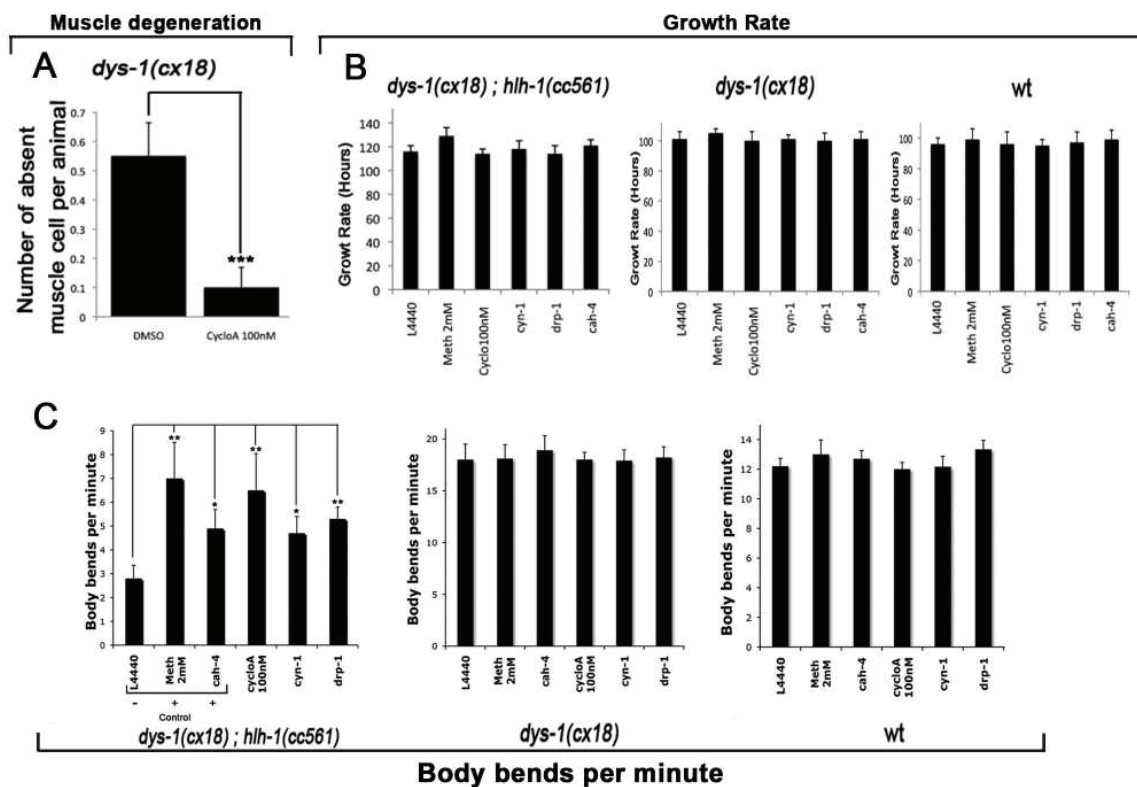 Muscle degeneration
Growth Rate
A
dys-1(cx18)
Number of absent
muscle cell per animal
0.7
0.6
0.5
0.4
0.3
0.2
0.1
0
***
DMSO
CycloA 100nM
B
dys-1(cx18) ; hlh-1(cc561)
Growt Rate (Hours)
140
120
100
80
60
40
20
0
L4440
Meth 2mM
Cyclo100nM
cyn-1
drp-1
cah-4
dys-1(cx18)
Growt Rate (Hours)
100
80
60
40
20
0
L4440
Meth 2mM
Cyclo100nM
cyn-1
drp-1
cah-4
wt
Growt Rate (Hours)
100
80
60
40
20
0
L4440
Meth 2mM
Cyclo100nM
cyn-1
drp-1
cah-4
C
Body bends per minute
9
8
7
6
5
4
3
2
1
0
**
*
**
*
**
L4440
Meth
2mM
cah-4
cycloA
100nM
cyn-1
drp-1
- + +
Control
Body bends per minute
20
15
10
5
0
L4440
Meth
2mM
cah-4
cycloA
100nM
cyn-1
drp-1
Body bends per minute
14
12
10
8
6
4
2
0
L4440
Meth
2mM
cah-4
cycloA
100nM
cyn-1
drp-1
dys-1(cx18) ; hlh-1(cc561)
dys-1(cx18)
wt
Body bends per minute